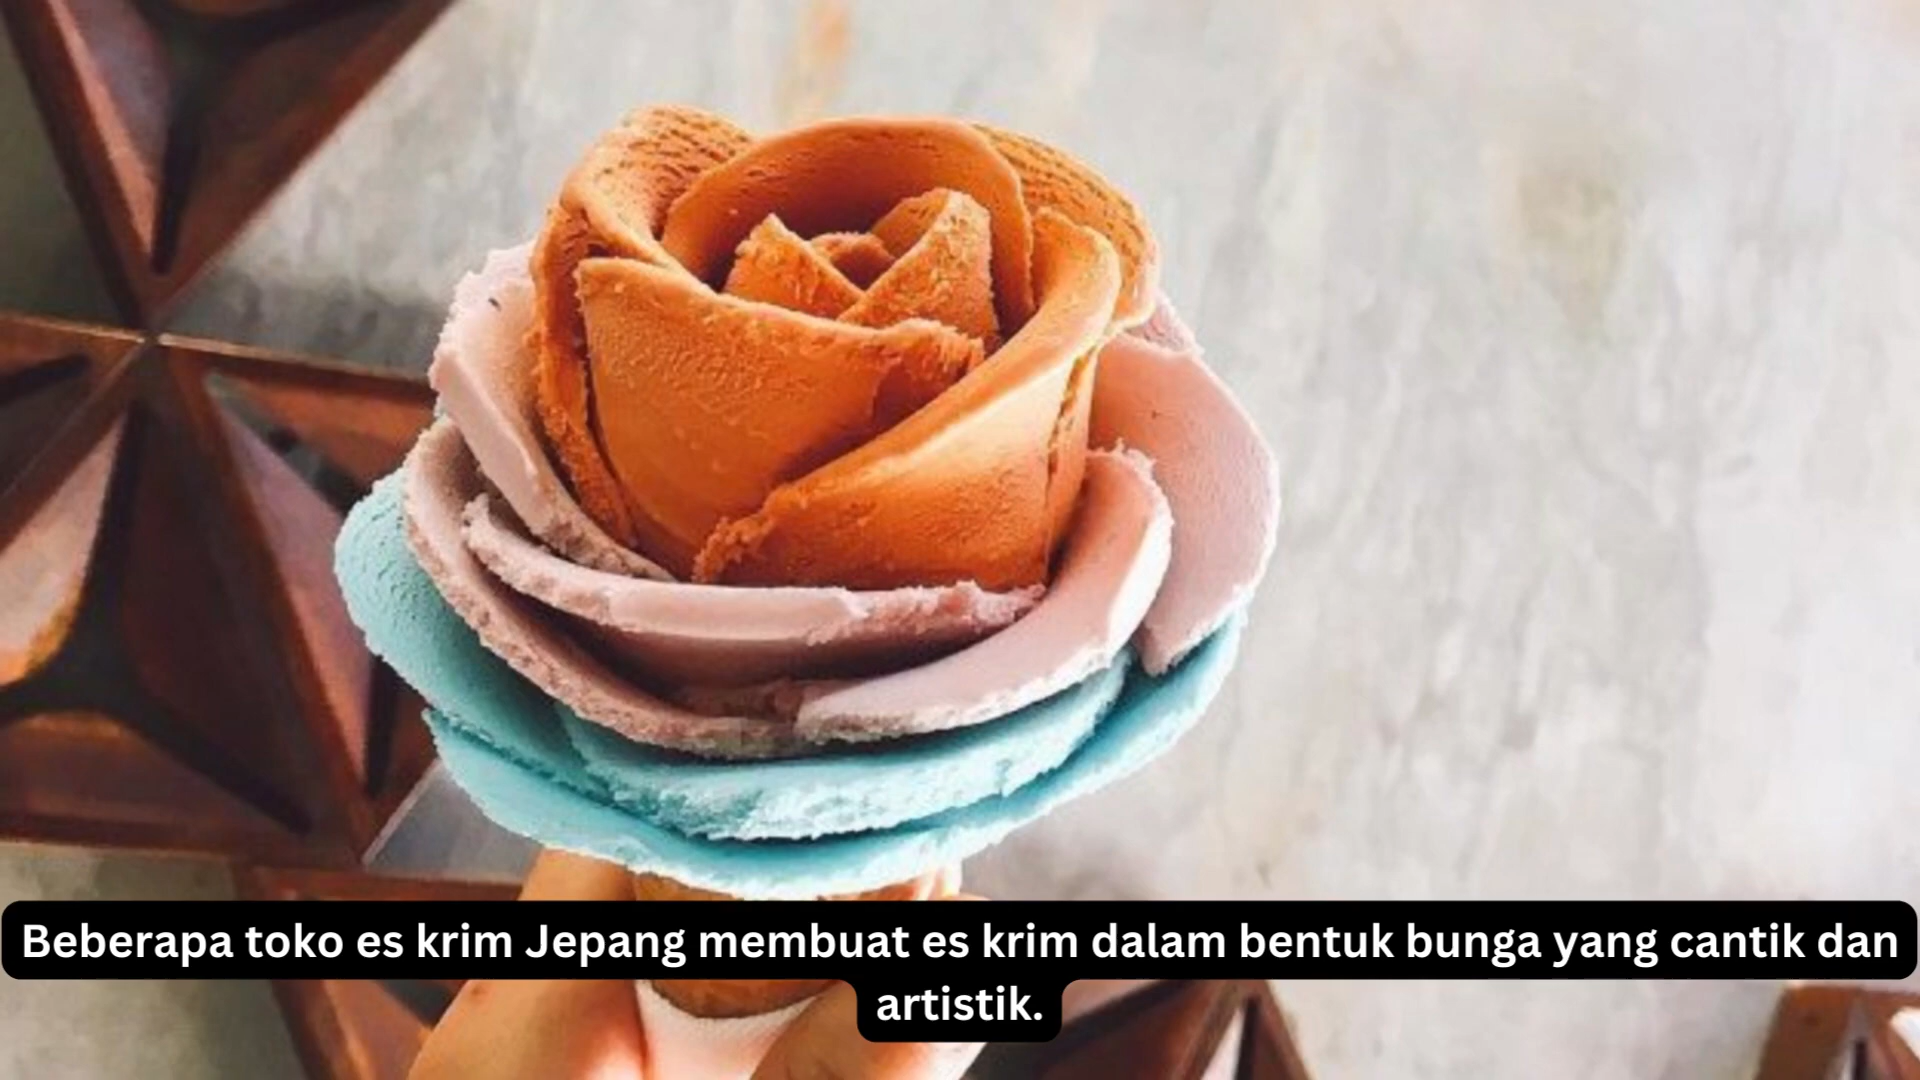 Beberapa toko es krim Jepang membuat es krim dalam bentuk bunga yang cantik dan
artistik.